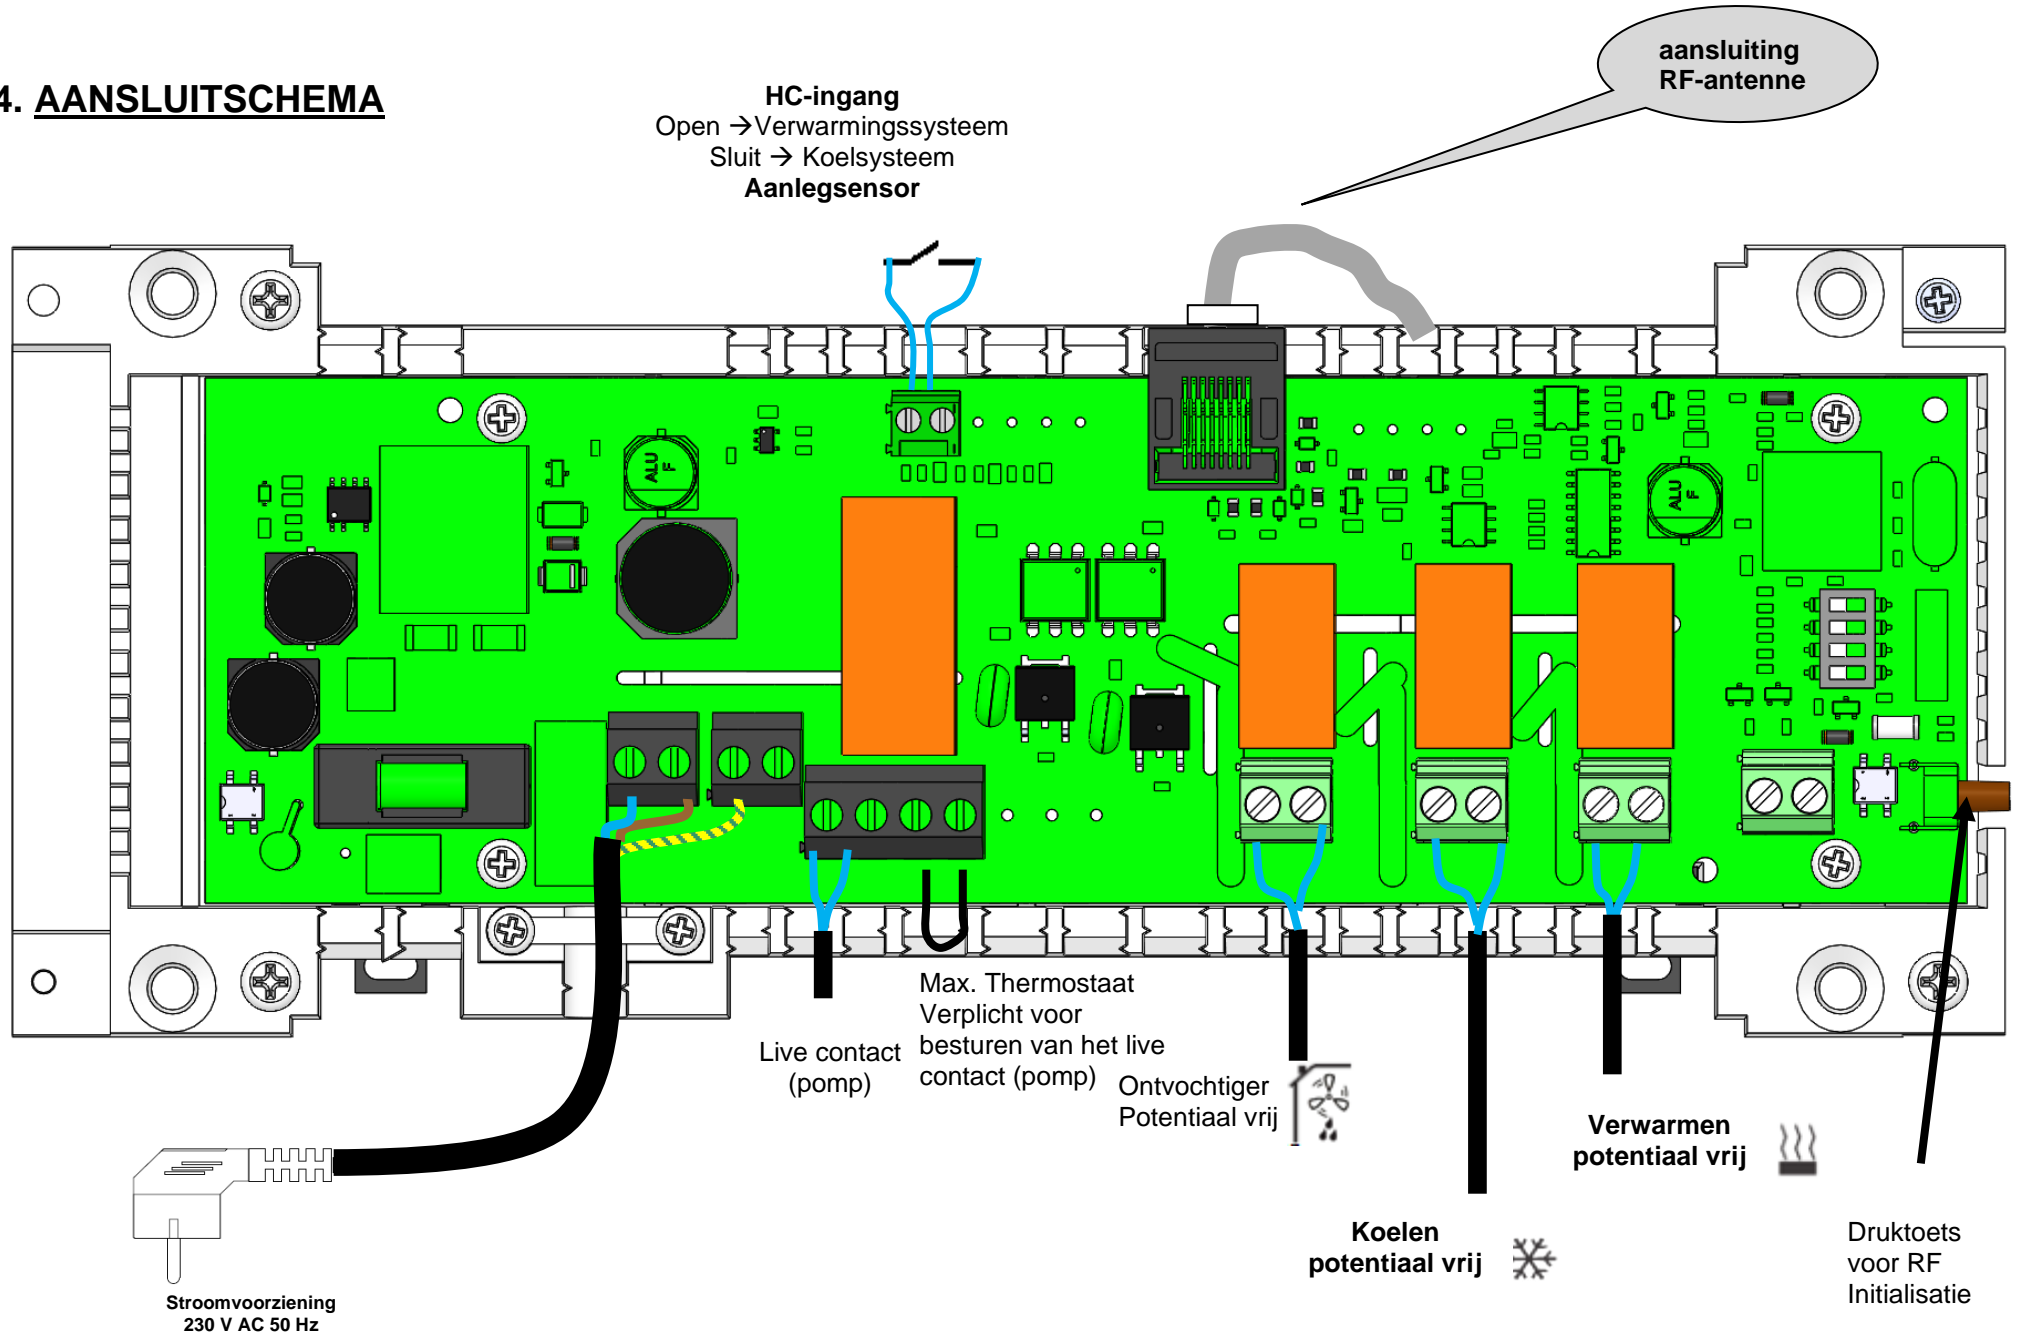 4. AANSLUITSCHEMA
aansluiting
RF-antenne
HC-ingang
Open →Verwarmingssysteem
Sluit → Koelsysteem
Aanlegsensor
ALU
F
ALU
F
Max. Thermostaat
Verplicht voor
besturen van het live
contact (pomp)
Live contact
(pomp)
Ontvochtiger
Potentiaal vrij
Verwarmen
potentiaal vrij
Koelen
potentiaal vrij
Druktoets
voor RF
Initialisatie
Stroomvoorziening
230 V AC 50 Hz